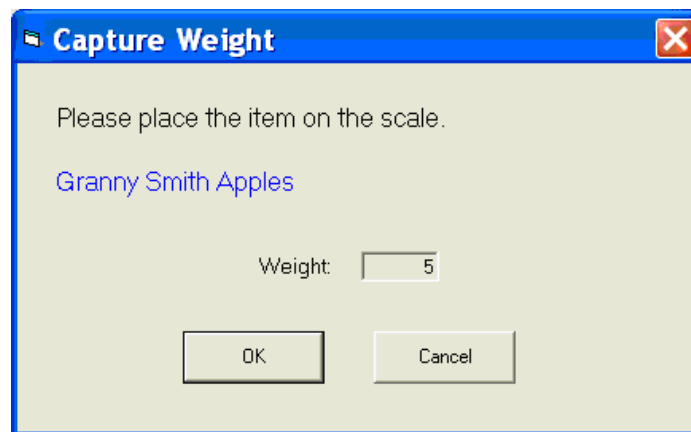 Capture Weight
Please place the item on the scale.
Granny Smith Apples
Weight: 5
OK Cancel